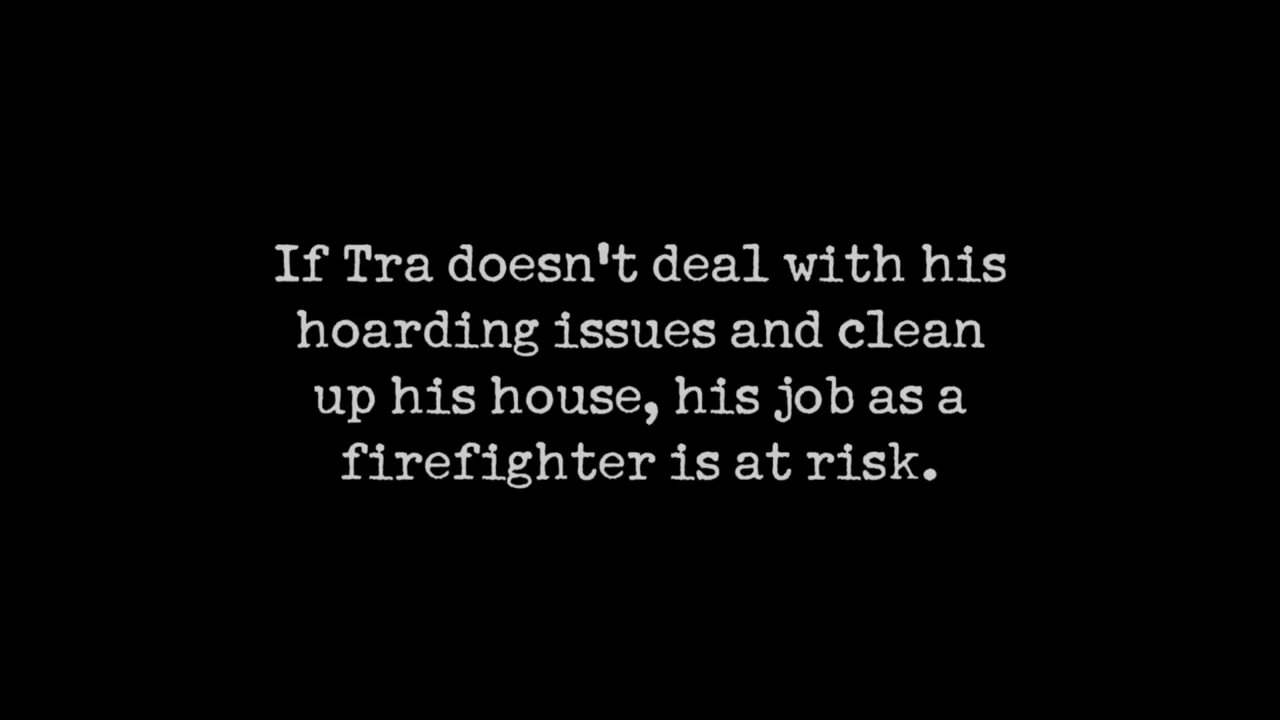 If Tra doesn't deal with his
hoarding issues and clean
up his house, his job as a
firefighter is at risk.